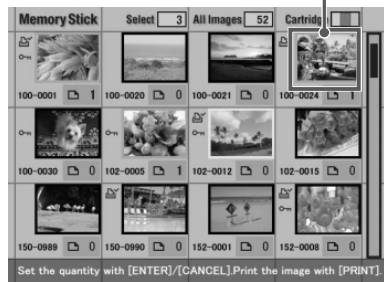 Memory Stick Select 3 All Images 52 Cartridge
100-0001 1 100-0020 0 100-0021 0 100-0024 1
100-0030 0 102-0005 1 102-0012 0 102-0015 0
150-0989 0 150-0990 0 152-0001 0 152-0008 0
Set the quantity with [ENTER]/[CANCEL].Print the image with [PRINT].